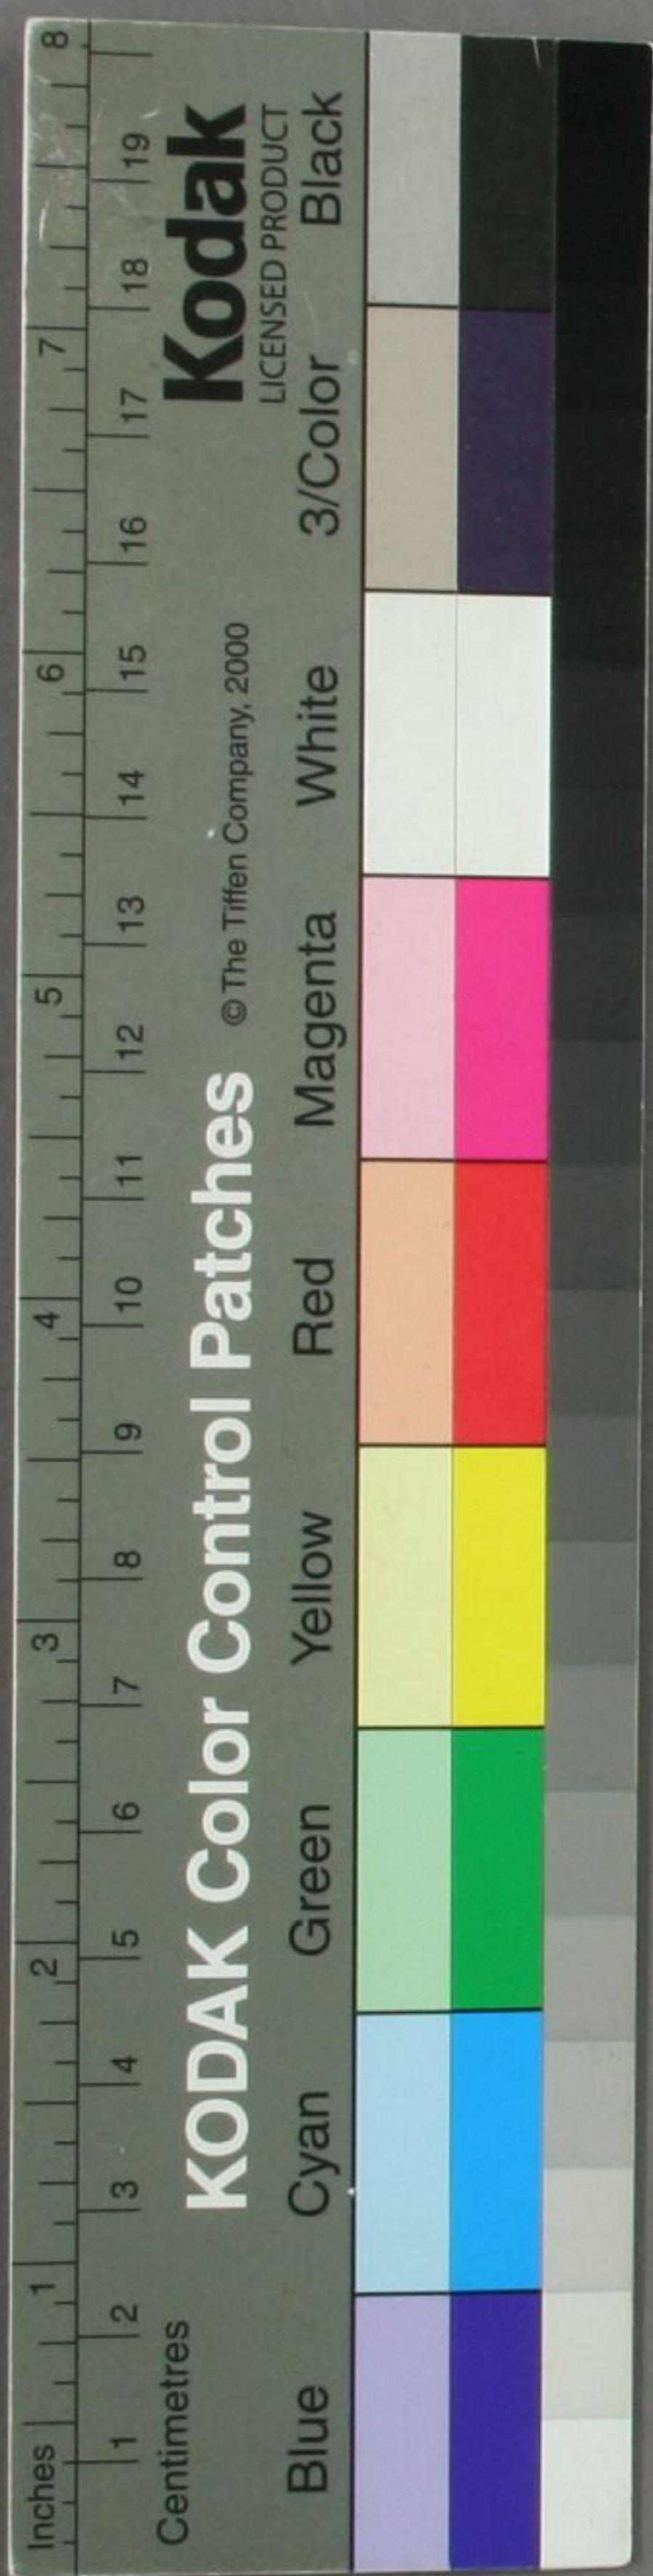 Inches 1 2 3 4 5 6 7 8
1 2 3 4 5 6 7 8 9 10 11 12 13 14 15 16 17 18 19
Centimetres
KODAK Color Control Patches © The Tiffen Company, 2000 Kodak
LICENSED PRODUCT
Blue Cyan Green Yellow Red Magenta White 3/Color Black